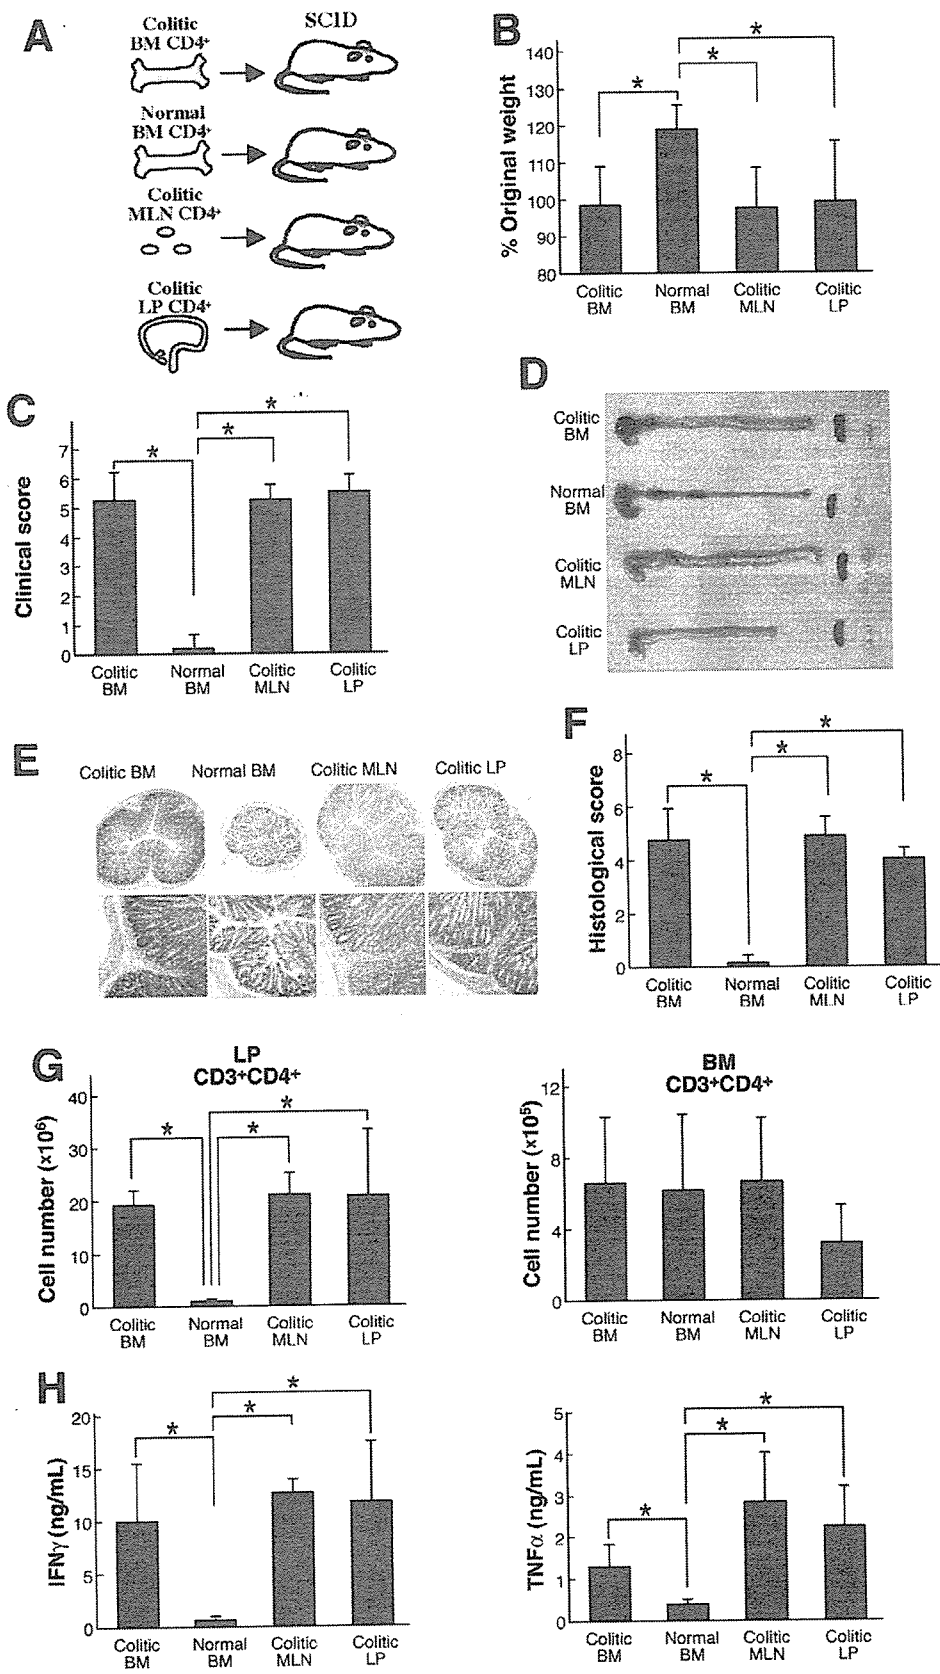 A
Colitic
BM CD4+
SCID
Normal
BM CD4+
Colitic
MLN CD4+
Colitic
LP CD4+
B
% Original weight
140
130
120
110
100
90
80
*
*
*
Colitic
BM
Normal
BM
Colitic
MLN
Colitic
LP
C
Clinical score
7
6
5
4
3
2
1
0
*
*
*
Colitic
BM
Normal
BM
Colitic
MLN
Colitic
LP
D
Colitic
BM
Normal
BM
Colitic
MLN
Colitic
LP
E
Colitic BM
Normal BM
Colitic MLN
Colitic LP
F
Histological score
8
6
4
2
0
*
*
*
Colitic
BM
Normal
BM
Colitic
MLN
Colitic
LP
G
LP
CD3+CD4+
Cell number (×10⁶)
40
30
20
10
0
*
*
*
Colitic
BM
Normal
BM
Colitic
MLN
Colitic
LP
BM
CD3+CD4+
Cell number (×10⁵)
12
8
4
0
Colitic
BM
Normal
BM
Colitic
MLN
Colitic
LP
H
IFNγ (ng/mL)
20
15
10
5
0
*
*
*
Colitic
BM
Normal
BM
Colitic
MLN
Colitic
LP
TNFα (ng/mL)
5
4
3
2
1
0
*
*
*
Colitic
BM
Normal
BM
Colitic
MLN
Colitic
LP